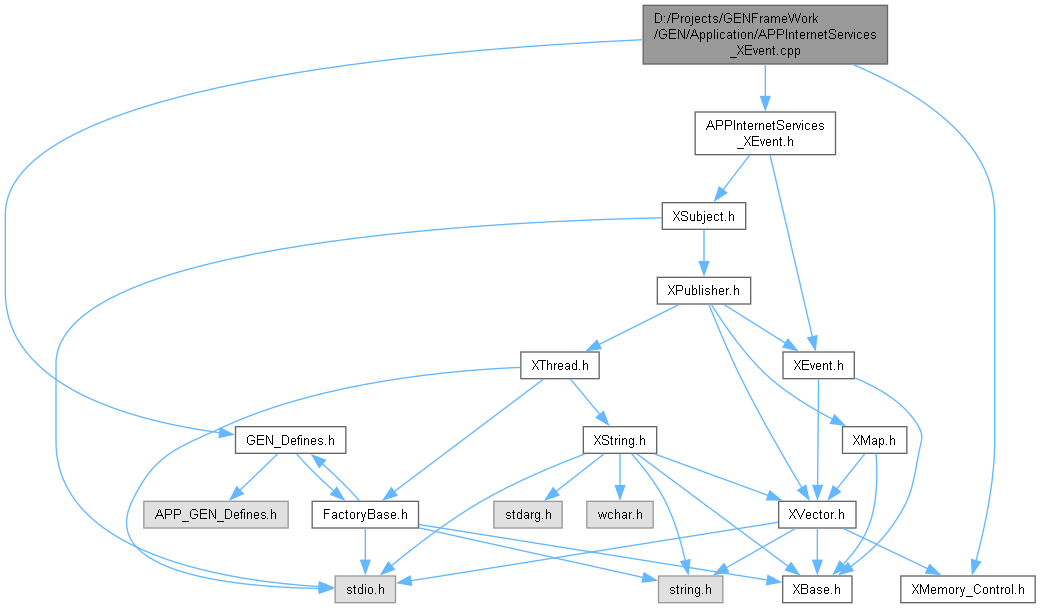 D:/Projects/GENFrameWork
/GEN/Application/APPInternetServices
_XEvent.cpp
APPInternetServices
_XEvent.h
XSubject.h
XPublisher.h
XThread.h
XEvent.h
GEN_Defines.h
XString.h
XMap.h
APP_GEN_Defines.h
FactoryBase.h
stdarg.h
wchar.h
XVector.h
stdio.h
string.h
XBase.h
XMemory_Control.h